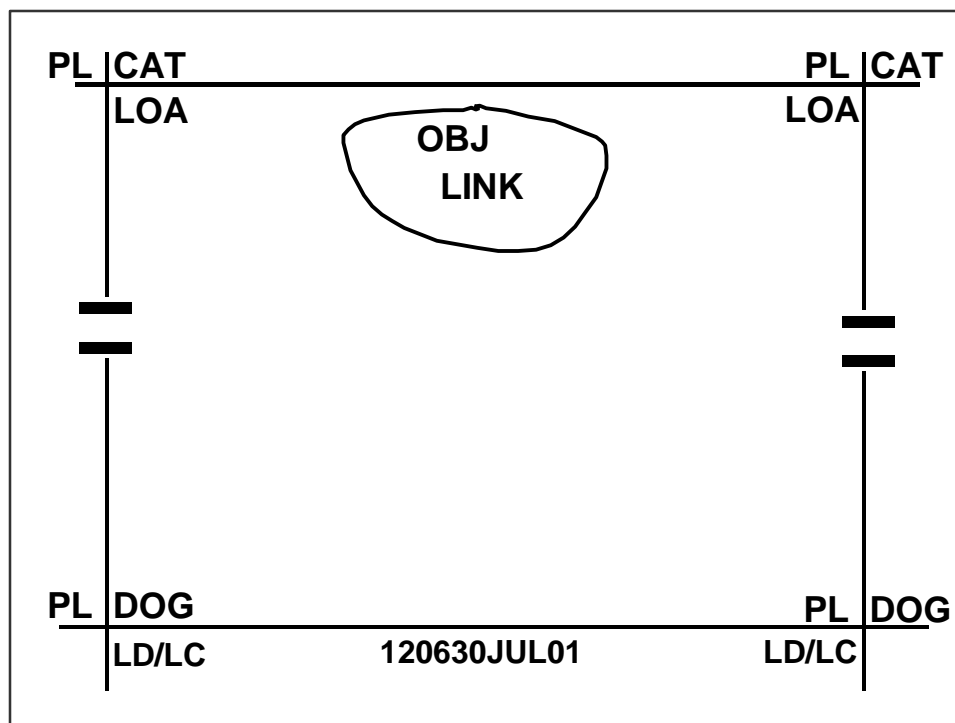 PL CAT PL CAT
LOA LOA
OBJ
LINK
PL DOG PL DOG
LD/LC 120630JUL01 LD/LC